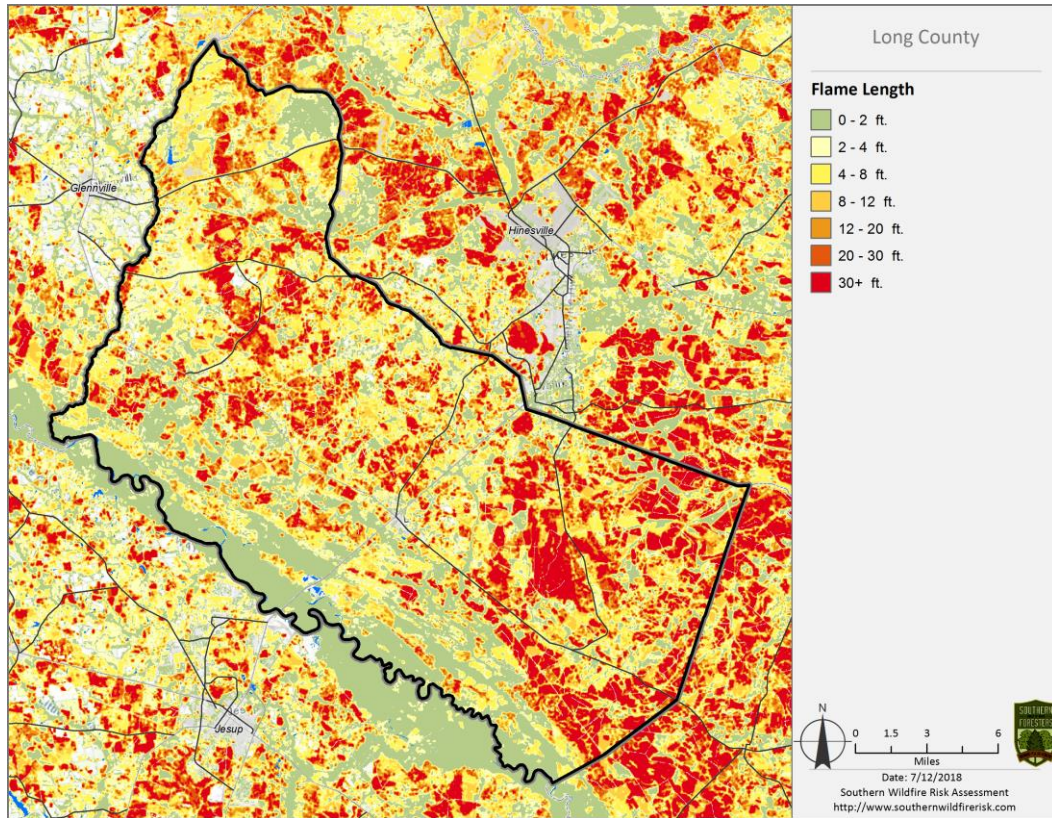 Long County
Flame Length
0 - 2 ft.
2 - 4 ft.
4 - 8 ft.
8 - 12 ft.
12 - 20 ft.
20 - 30 ft.
30+ ft.
Glennville
Hinesville
Jesup
N
0 1.5 3 6
Miles
SOUTHERN
FORESTERS
Date: 7/12/2018
Southern Wildfire Risk Assessment
http://www.southernwildfirerisk.com